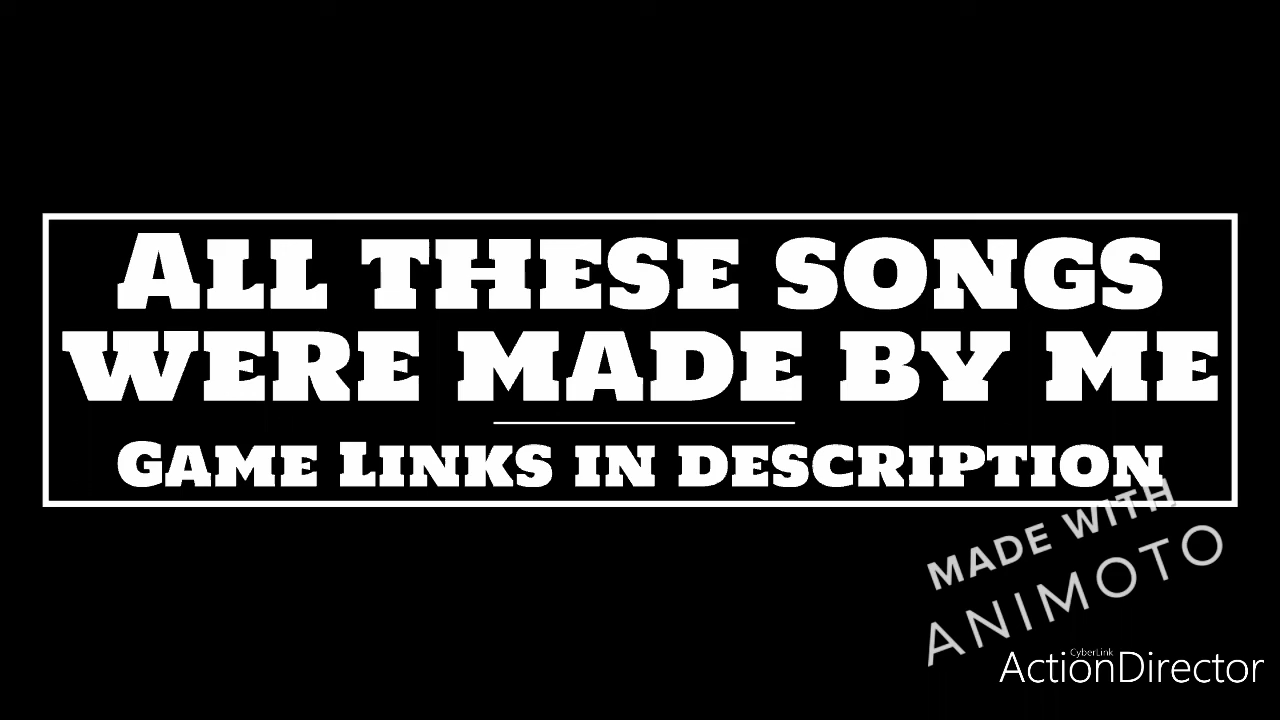 ALL THESE SONGS
WERE MADE BY ME
GAME LINKS IN DESCRIPTION
MADE WITH
ANIMOTO
CyberLink
ActionDirector